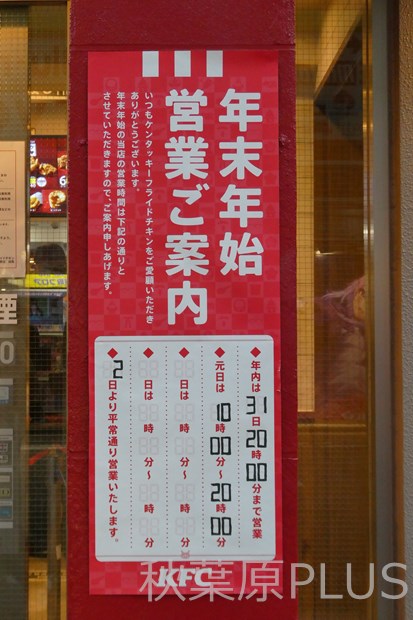 年末年始
営業ご案内
いつもケンタッキーフライドチキンをご愛顧いただき
ありがとうございます。
年末年始の当店の営業時間は下記の通りと
させていただきますので、ご案内申しあげます。
◆年内は31日20時00分まで営業
◆元日は10時00分〜20時00分
◆日は時分〜時分
◆日は時分〜時分
◆2日より平常通り営業いたします。
KFC
秋葉原PLUS